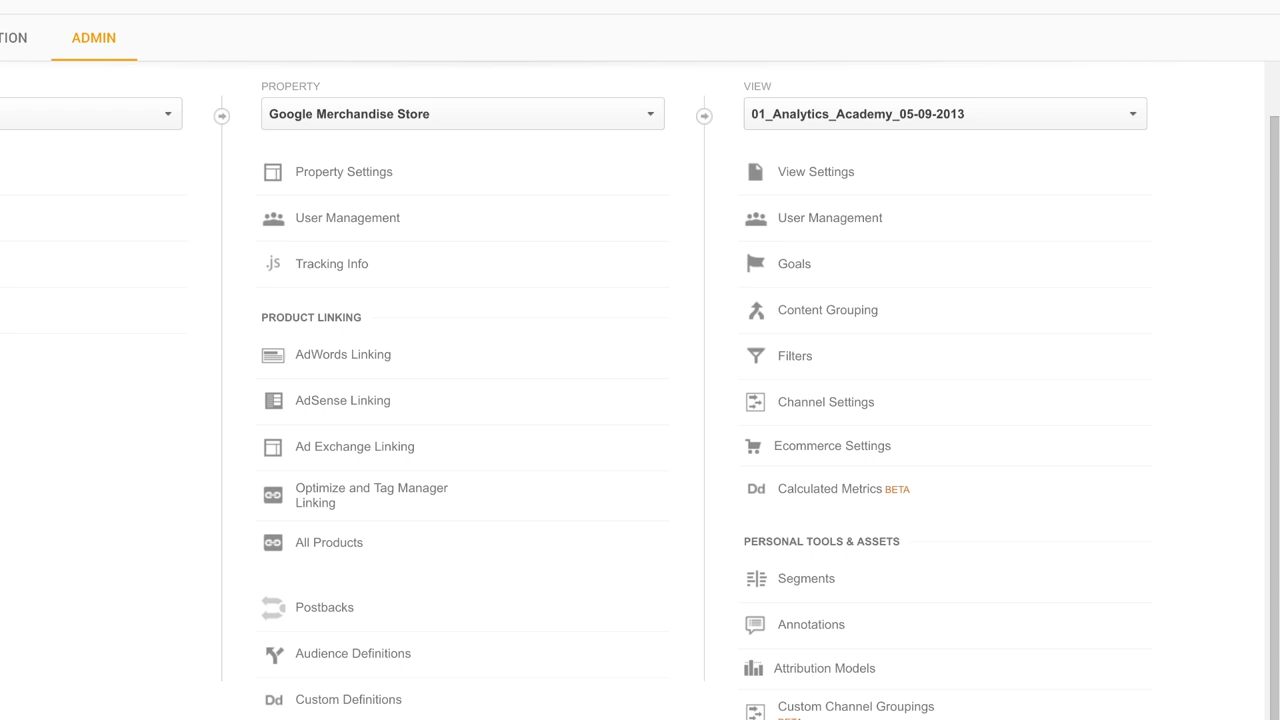 TION
ADMIN
PROPERTY
Google Merchandise Store
Property Settings
User Management
.js Tracking Info
PRODUCT LINKING
AdWords Linking
AdSense Linking
Ad Exchange Linking
Optimize and Tag Manager
Linking
All Products
Postbacks
Audience Definitions
Dd Custom Definitions
VIEW
01_Analytics_Academy_05-09-2013
View Settings
User Management
Goals
Content Grouping
Filters
Channel Settings
Ecommerce Settings
Dd Calculated Metrics BETA
PERSONAL TOOLS & ASSETS
Segments
Annotations
Attribution Models
Custom Channel Groupings
BETA